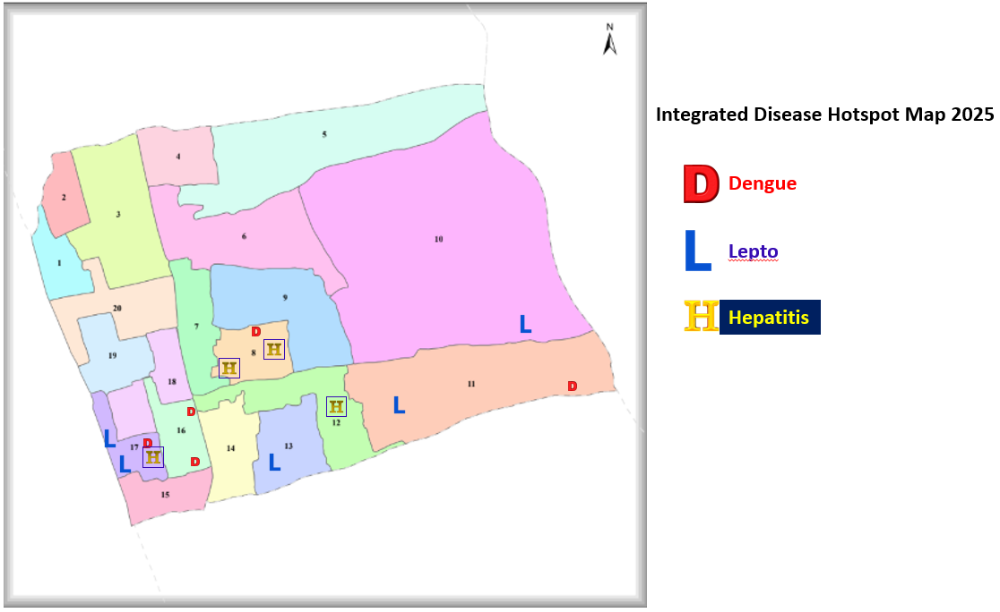 N
Integrated Disease Hotspot Map 2025
D Dengue
L Lepto
H Hepatitis
5
4
2
3
6
10
1
9
20
7
D
L
8 H
19
H
18
11 D
L
H
D
12
16
L
17 D
14
13
H
L
D
L
15